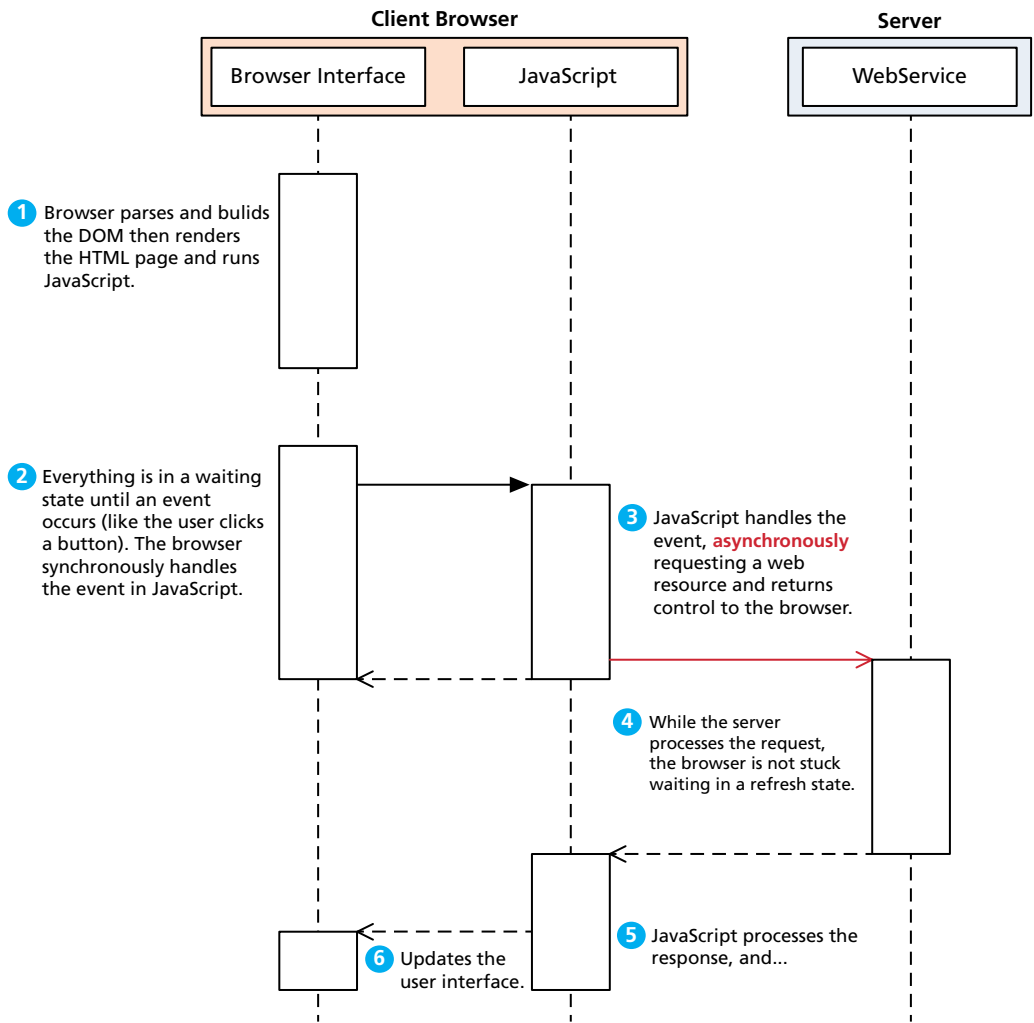 Client Browser
Server
Browser Interface
JavaScript
WebService
1 Browser parses and bulids
the DOM then renders
the HTML page and runs
JavaScript.
2 Everything is in a waiting
state until an event
occurs (like the user clicks
a button). The browser
synchronously handles
the event in JavaScript.
3 JavaScript handles the
event, asynchronously
requesting a web
resource and returns
control to the browser.
4 While the server
processes the request,
the browser is not stuck
waiting in a refresh state.
5 JavaScript processes the
response, and...
6 Updates the
user interface.